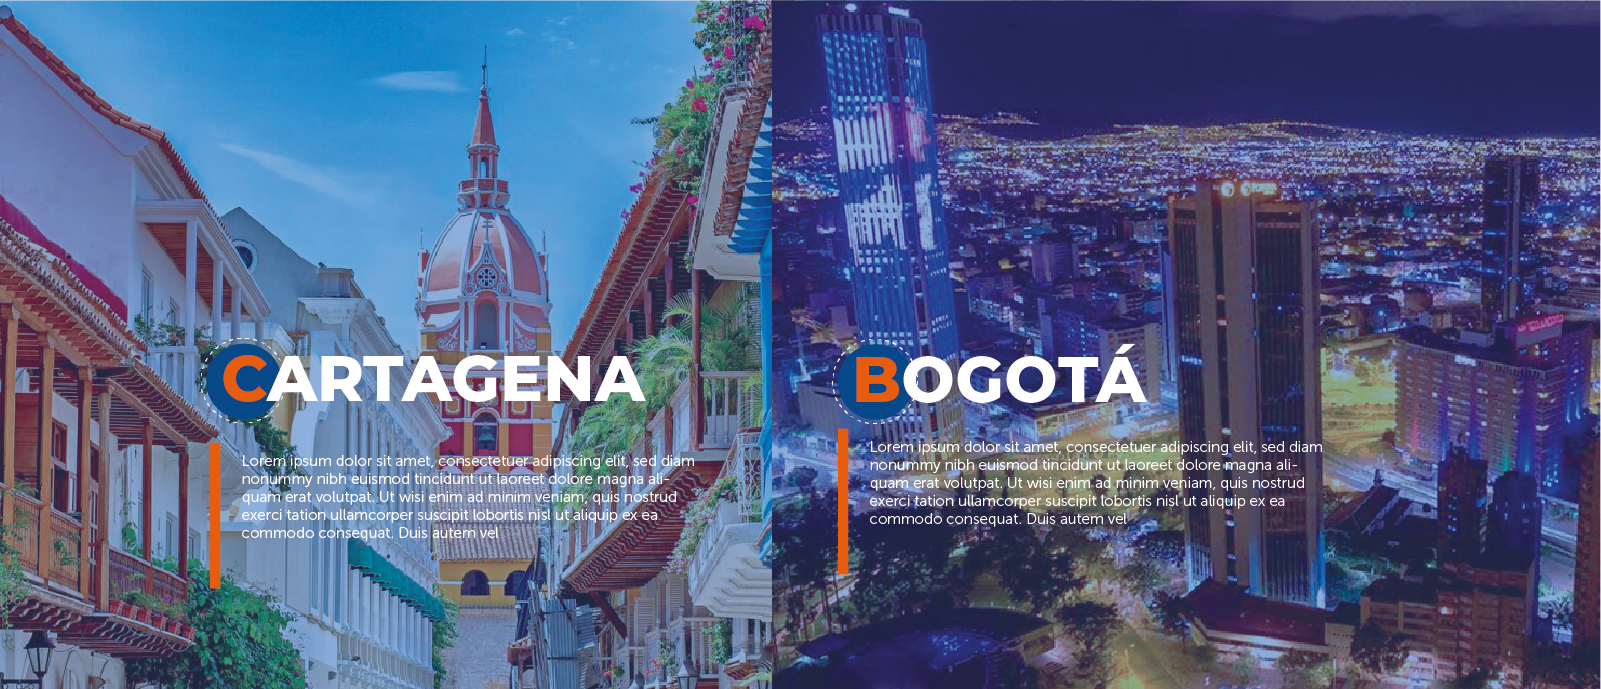 CARTAGENA
Lorem ipsum dolor sit amet, consectetuer adipiscing elit, sed diam
nonummy nibh euismod tincidunt ut laoreet dolore magna ali-
quam erat volutpat. Ut wisi enim ad minim veniam, quis nostrud
exerci tation ullamcorper suscipit lobortis nisl ut aliquip ex ea
commodo consequat. Duis autem vel
BOGOTÁ
Lorem ipsum dolor sit amet, consectetuer adipiscing elit, sed diam
nonummy nibh euismod tincidunt ut laoreet dolore magna ali-
quam erat volutpat. Ut wisi enim ad minim veniam, quis nostrud
exerci tation ullamcorper suscipit lobortis nisl ut aliquip ex ea
commodo consequat. Duis autem vel